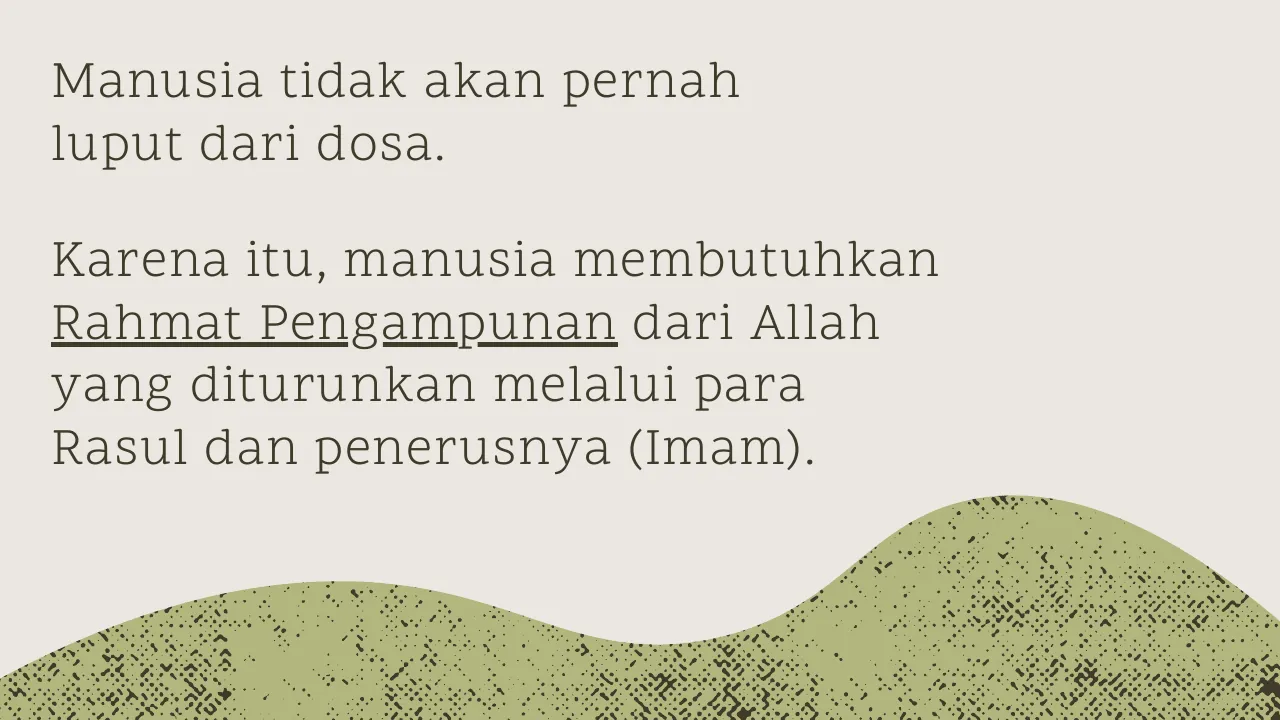 Manusia tidak akan pernah
luput dari dosa.
Karena itu, manusia membutuhkan
Rahmat Pengampunan dari Allah
yang diturunkan melalui para
Rasul dan penerusnya (Imam).